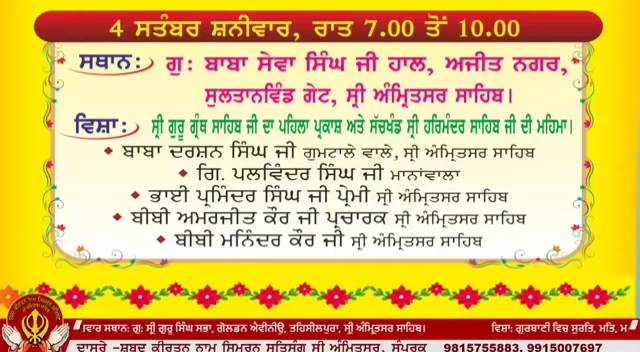 4 ਸਤੰਬਰ ਸ਼ਨੀਵਾਰ, ਰਾਤ 7.00 ਤੋਂ 10.00
ਸਥਾਨ: ਗੁ: ਬਾਬਾ ਸੇਵਾ ਸਿੰਘ ਜੀ ਹਾਲ, ਅਜੀਤ ਨਗਰ,
ਸੁਲਤਾਨਵਿੰਡ ਗੇਟ, ਸ੍ਰੀ ਅੰਮ੍ਰਿਤਸਰ ਸਾਹਿਬ।
ਵਿਸ਼ਾ: ਸ੍ਰੀ ਗੁਰੂ ਗ੍ਰੰਥ ਸਾਹਿਬ ਜੀ ਦਾ ਪਹਿਲਾ ਪ੍ਰਕਾਸ਼ ਅਤੇ ਸੱਚਖੰਡ ਸ੍ਰੀ ਹਰਿਮੰਦਰ ਸਾਹਿਬ ਜੀ ਦੀ ਮਹਿਮਾ।
ਬਾਬਾ ਦਰਸ਼ਨ ਸਿੰਘ ਜੀ ਗੁਮਟਾਲੇ ਵਾਲੇ, ਸ੍ਰੀ ਅੰਮ੍ਰਿਤਸਰ ਸਾਹਿਬ
ਗਿ. ਪਲਵਿੰਦਰ ਸਿੰਘ ਜੀ ਮਾਨਾਂਵਾਲਾ
ਭਾਈ ਪ੍ਰਮਿੰਦਰ ਸਿੰਘ ਜੀ ਪ੍ਰੇਮੀ ਸ੍ਰੀ ਅੰਮ੍ਰਿਤਸਰ ਸਾਹਿਬ
ਬੀਬੀ ਅਮਰਜੀਤ ਕੌਰ ਜੀ ਪ੍ਰਚਾਰਕ ਸ੍ਰੀ ਅੰਮ੍ਰਿਤਸਰ ਸਾਹਿਬ
ਬੀਬੀ ਮਨਿੰਦਰ ਕੌਰ ਜੀ ਸ੍ਰੀ ਅੰਮ੍ਰਿਤਸਰ ਸਾਹਿਬ
ਸਥਾਨ: ਗੁ: ਸ੍ਰੀ ਗੁਰੂ ਸਿੰਘ ਸਭਾ, ਗੋਲਡਨ ਐਵੀਨੀਊ, ਤਹਿਸੀਲਪੁਰਾ, ਸ੍ਰੀ ਅੰਮ੍ਰਿਤਸਰ ਸਾਹਿਬ। ਵਿਸ਼ਾ: ਗੁਰਬਾਣੀ ਵਿਚ ਸੁਰਤਿ, ਮਤਿ,
ਦਾਸਰੇ -ਸ਼ਬਦ ਕੀਰਤਨ ਨਾਮ ਸਿਮਰਨ ਸਤਿਸੰਗ ਸ੍ਰੀ ਅੰਮ੍ਰਿਤਸਰ, ਸੰਪਰਕ 9815755883, 9915007697